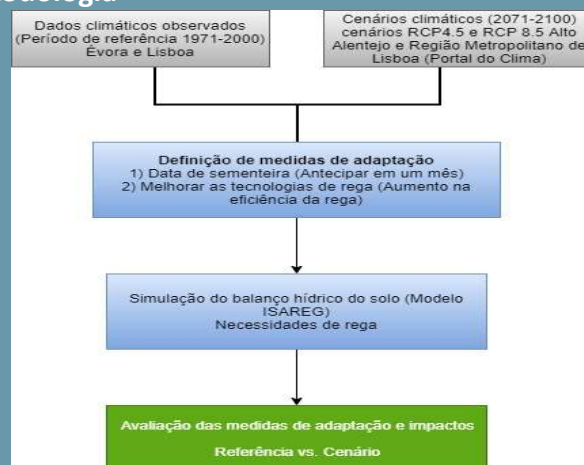 odologia
Dados climáticos observados
(Período de referência 1971-2000)
Évora e Lisboa
Cenários climáticos (2071-2100)
cenários RCP4.5 e RCP 8.5 Alto
Alentejo e Região Metropolitano de
Lisboa (Portal do Clima)
Definição de medidas de adaptação
1) Data de sementeira (Antecipar em um mês)
2) Melhorar as tecnologias de rega (Aumento na
eficiência da rega)
Simulação do balanço hídrico do solo (Modelo
ISAREG)
Necessidades de rega
Avaliação das medidas de adaptação e impactos
Referência vs. Cenário